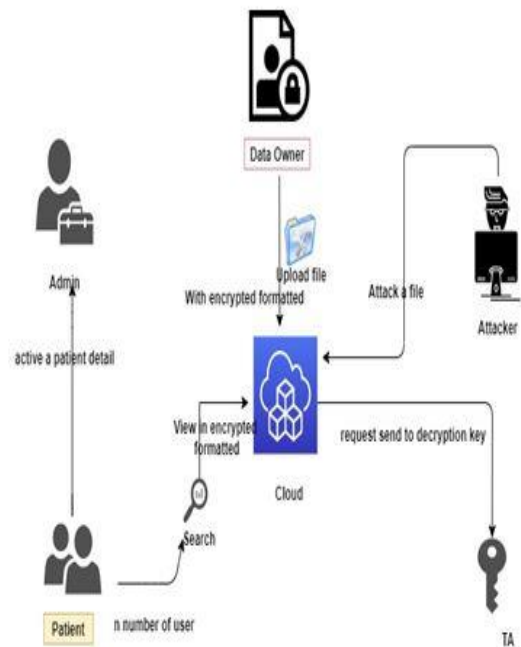 Data Owner
Admin
Upload file
With encrypted formatted
Attack a file
Attacker
active a patient detail
View in encrypted
formatted
request send to decryption key
Cloud
Search
Patient
n number of user
TA